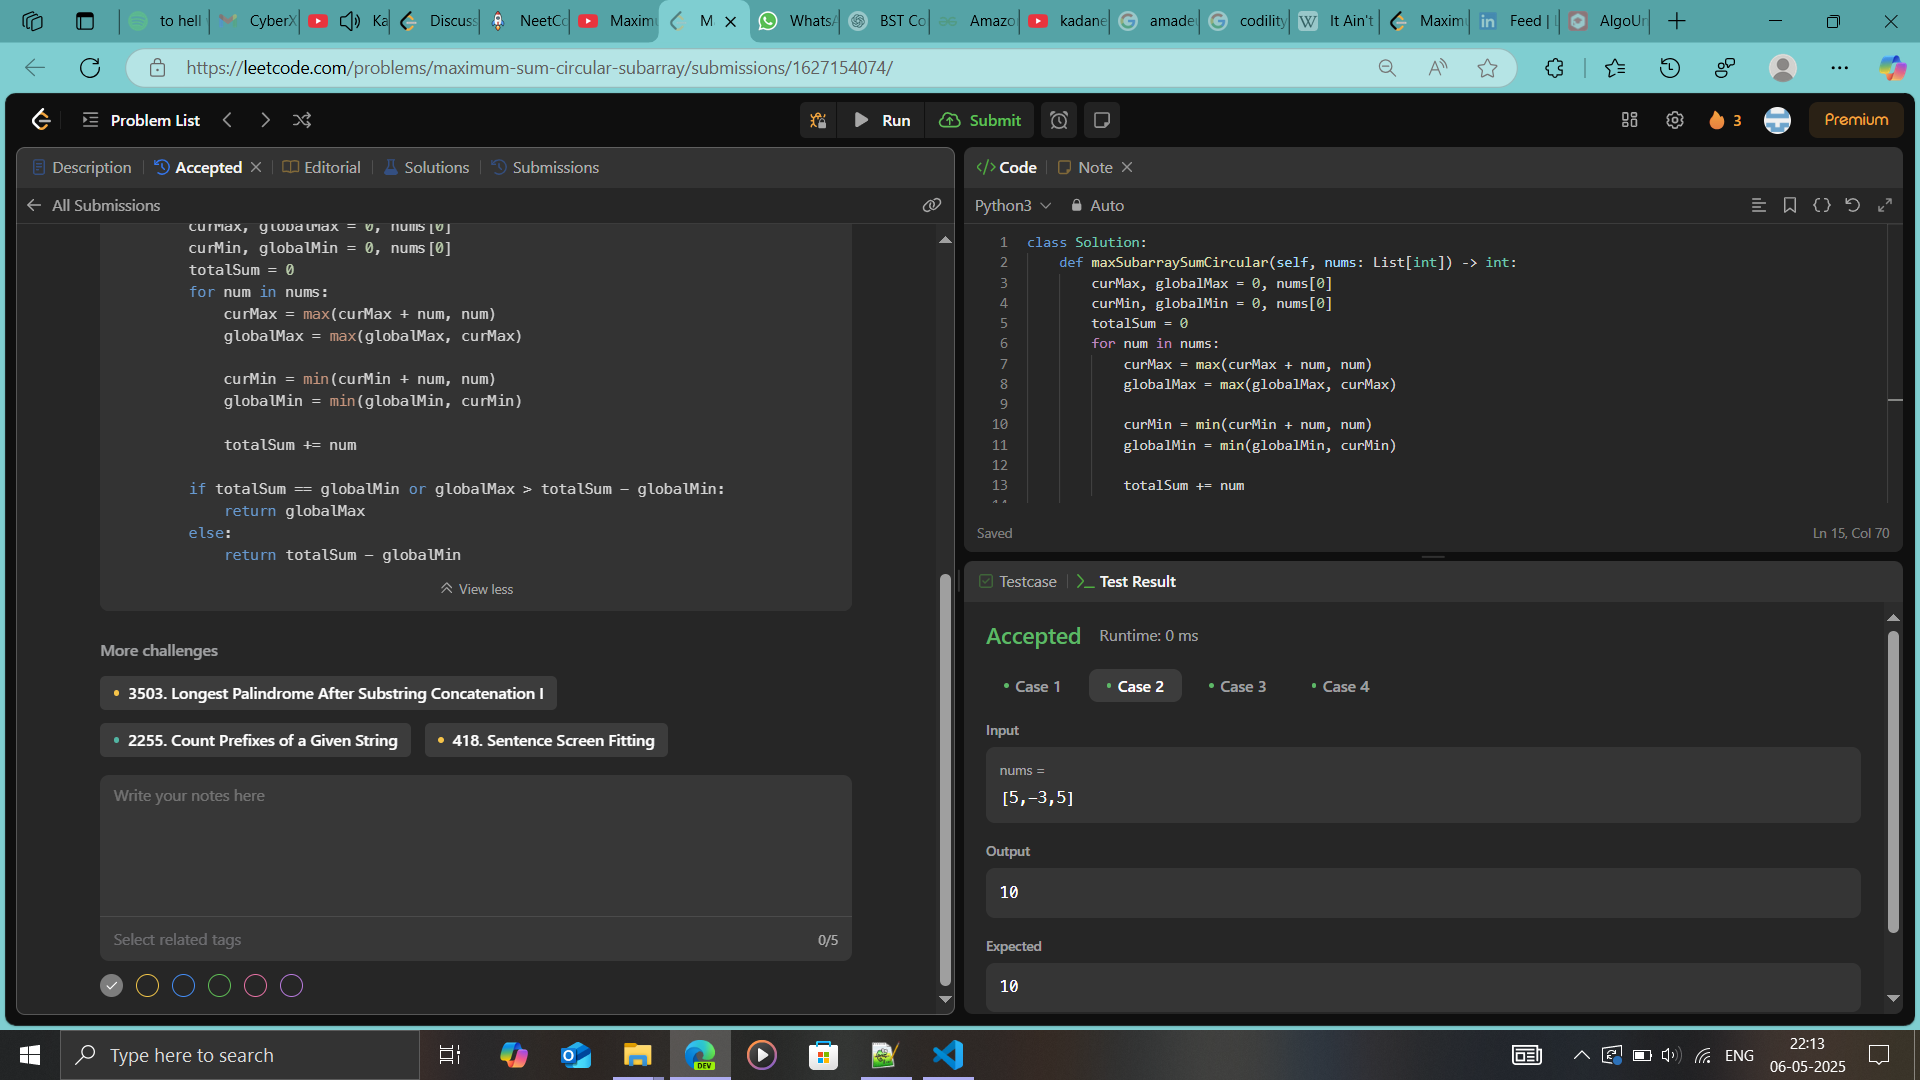 to hell
CyberX
Ka
Discuss
NeetCo
Maximu
M
WhatsA
BST Co
Amazo
kadane
amade
codility
It Ain't
Maximu
Feed |
AlgoUn
https://leetcode.com/problems/maximum-sum-circular-subarray/submissions/1627154074/
Problem List
Run
Submit
3
Premium
Description
Accepted
Editorial
Solutions
Submissions
All Submissions
curMax, globalMax = 0, nums[0]
curMin, globalMin = 0, nums[0]
totalSum = 0
for num in nums:
curMax = max(curMax + num, num)
globalMax = max(globalMax, curMax)
curMin = min(curMin + num, num)
globalMin = min(globalMin, curMin)
totalSum += num
if totalSum == globalMin or globalMax > totalSum - globalMin:
return globalMax
else:
return totalSum - globalMin
View less
More challenges
3503. Longest Palindrome After Substring Concatenation I
2255. Count Prefixes of a Given String
418. Sentence Screen Fitting
Write your notes here
Select related tags
0/5
</> Code
Note
Python3
Auto
1 class Solution:
2 def maxSubarraySumCircular(self, nums: List[int]) -> int:
3 curMax, globalMax = 0, nums[0]
4 curMin, globalMin = 0, nums[0]
5 totalSum = 0
6 for num in nums:
7 curMax = max(curMax + num, num)
8 globalMax = max(globalMax, curMax)
9
10 curMin = min(curMin + num, num)
11 globalMin = min(globalMin, curMin)
12
13 totalSum += num
Saved
Ln 15, Col 70
Testcase
Test Result
Accepted
Runtime: 0 ms
Case 1
Case 2
Case 3
Case 4
Input
nums =
[5,-3,5]
Output
10
Expected
10
Type here to search
DEV
ENG
22:13
06-05-2025